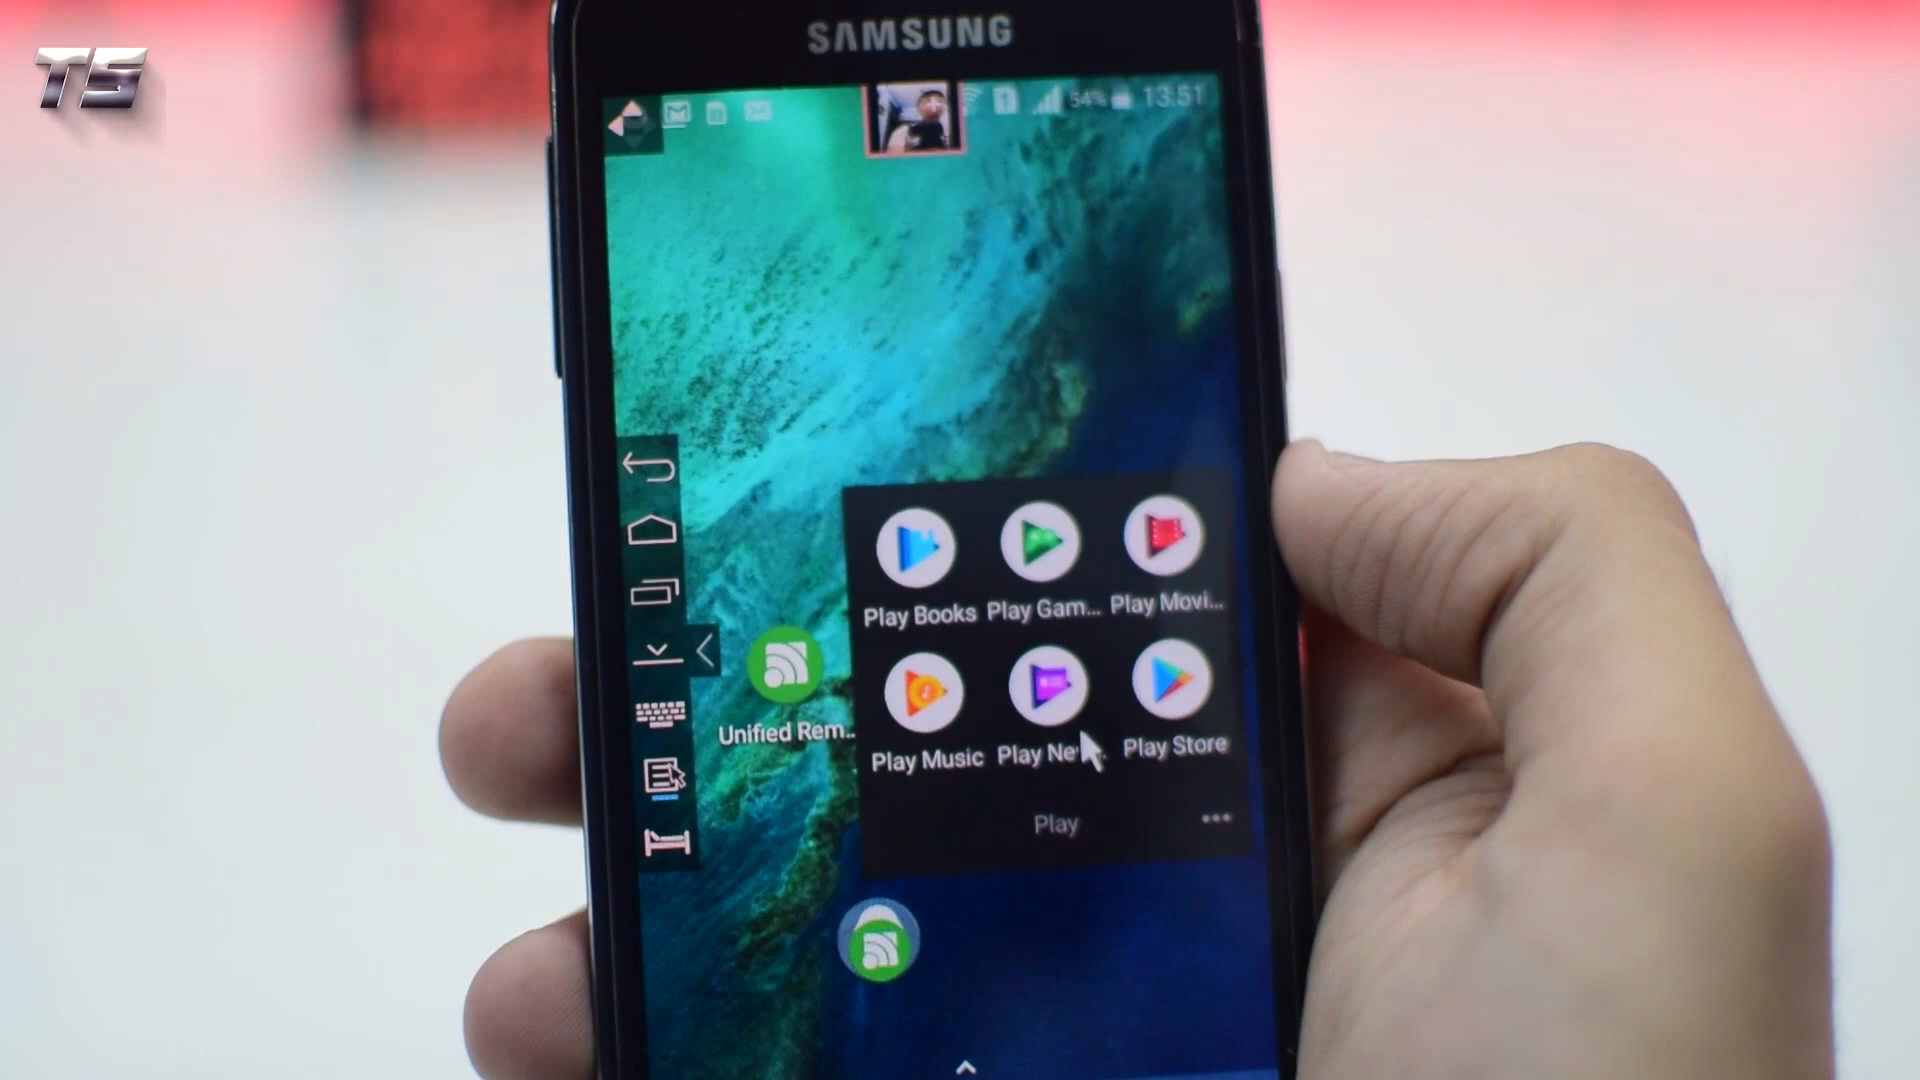 TS
SAMSUNG
1 54% 13:51
Play Books Play Gam... Play Movi...
Unified Rem..
Play Music Play Ne Play Store
Play